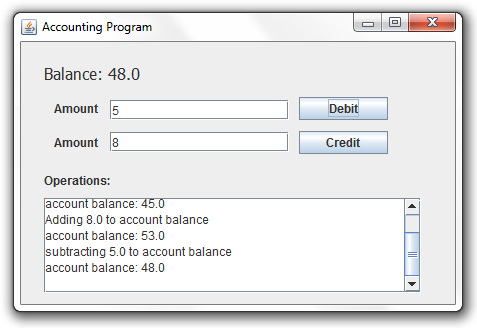 Accounting Program
Balance: 48.0
Amount 5 Debit
Amount 8 Credit
Operations:
account balance: 45.0
Adding 8.0 to account balance
account balance: 53.0
subtracting 5.0 to account balance
account balance: 48.0